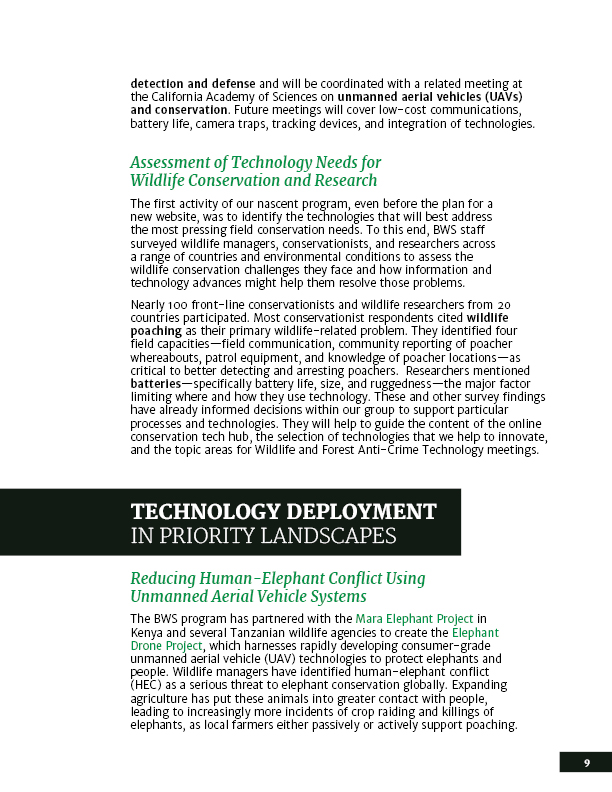 detection and defense and will be coordinated with a related meeting at
the California Academy of Sciences on unmanned aerial vehicles (UAVs)
and conservation. Future meetings will cover low-cost communications,
battery life, camera traps, tracking devices, and integration of technologies.
Assessment of Technology Needs for
Wildlife Conservation and Research
The first activity of our nascent program, even before the plan for a
new website, was to identify the technologies that will best address
the most pressing field conservation needs. To this end, BWS staff
surveyed wildlife managers, conservationists, and researchers across
a range of countries and environmental conditions to assess the
wildlife conservation challenges they face and how information and
technology advances might help them resolve those problems.
Nearly 100 front-line conservationists and wildlife researchers from 20
countries participated. Most conservationist respondents cited wildlife
poaching as their primary wildlife-related problem. They identified four
field capacities—field communication, community reporting of poacher
whereabouts, patrol equipment, and knowledge of poacher locations—as
critical to better detecting and arresting poachers.  Researchers mentioned
batteries—specifically battery life, size, and ruggedness—the major factor
limiting where and how they use technology. These and other survey findings
have already informed decisions within our group to support particular
processes and technologies. They will help to guide the content of the online
conservation tech hub, the selection of technologies that we help to innovate,
and the topic areas for Wildlife and Forest Anti-Crime Technology meetings.
TECHNOLOGY DEPLOYMENT
IN PRIORITY LANDSCAPES
Reducing Human-Elephant Conflict Using
Unmanned Aerial Vehicle Systems
The BWS program has partnered with the Mara Elephant Project in
Kenya and several Tanzanian wildlife agencies to create the Elephant
Drone Project, which harnesses rapidly developing consumer-grade
unmanned aerial vehicle (UAV) technologies to protect elephants and
people. Wildlife managers have identified human-elephant conflict
(HEC) as a serious threat to elephant conservation globally. Expanding
agriculture has put these animals into greater contact with people,
leading to increasingly more incidents of crop raiding and killings of
elephants, as local farmers either passively or actively support poaching.
9